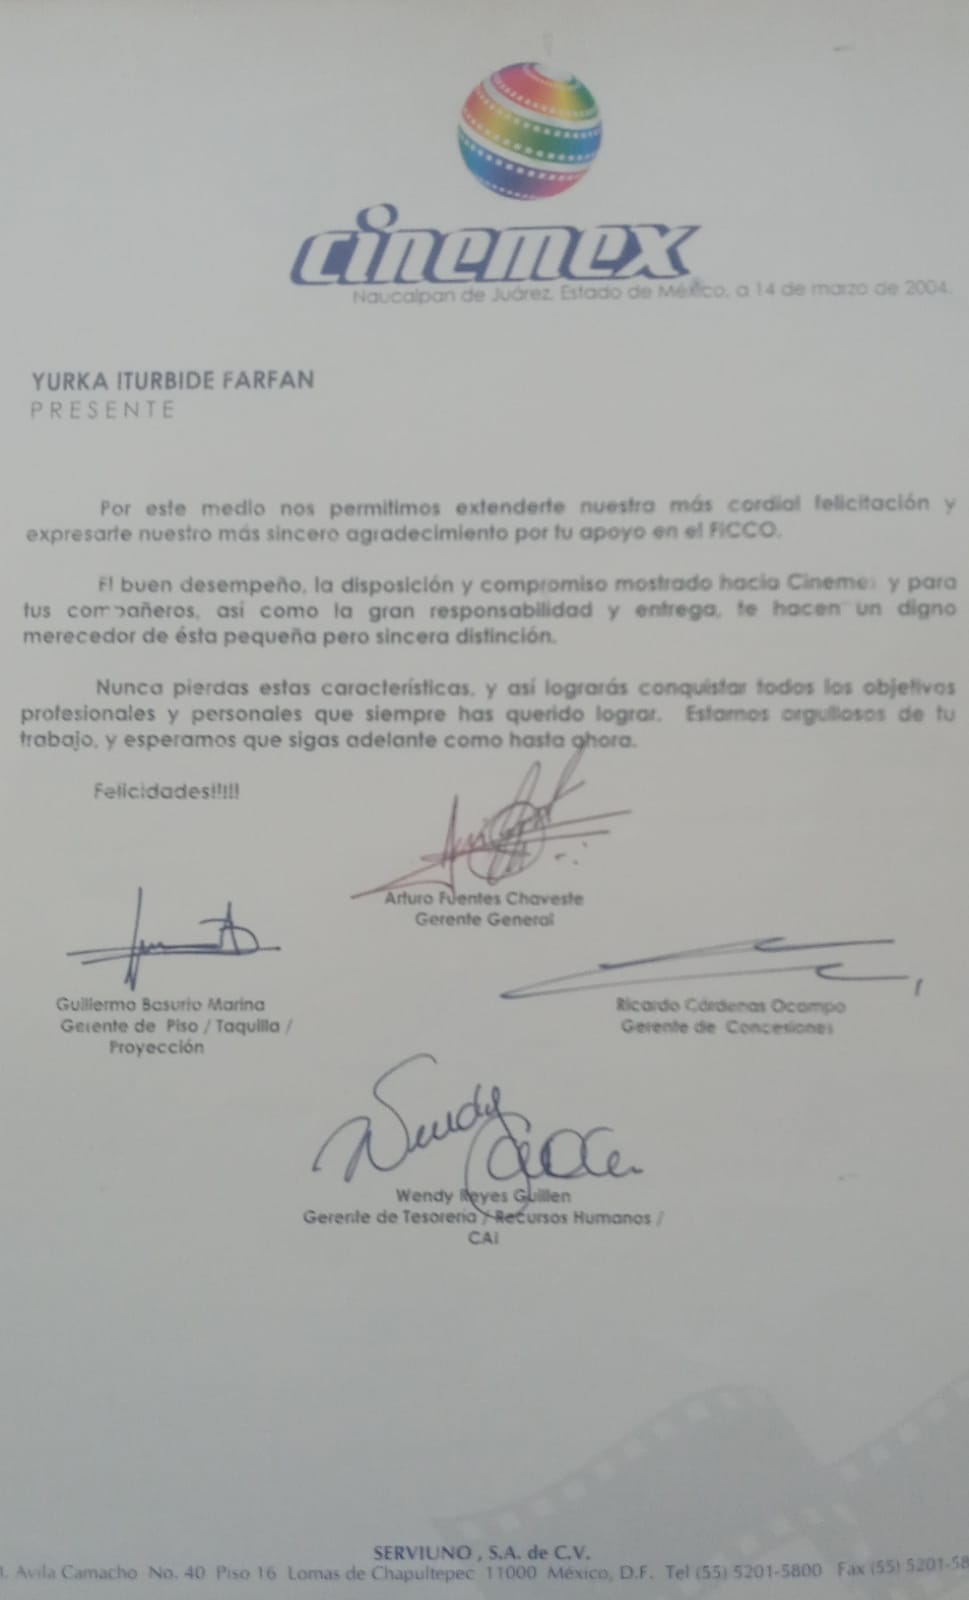 cinemex
Naucalpan de Juárez, Estado de México, a 14 de marzo de 2004.
YURKA ITURBIDE FARFAN
PRESENTE
Por este medio nos permitimos extenderte nuestra más cordial felicitación y
expresarte nuestro más sincero agradecimiento por tu apoyo en el FICCO.
El buen desempeño, la disposición y compromiso mostrado hacia Cinemex y para
tus compañeros, así como la gran responsabilidad y entrega, te hacen un digno
merecedor de ésta pequeña pero sincera distinción.
Nunca pierdas estas características, y así lograrás conquistar todos los objetivos
profesionales y personales que siempre has querido lograr. Estamos orgullosos de tu
trabajo, y esperamos que sigas adelante como hasta ahora.
Felicidades!!!!!
Arturo Fuentes Chaveste
Gerente General
Guillermo Basurto Marina
Gerente de Piso / Taquilla /
Proyección
Ricardo Cárdenas Ocampo
Gerente de Concesiones
Wendy
Wendy Reyes Guillen
Gerente de Tesoreria / Recursos Humanos /
CAI
SERVIUNO , S.A. de C.V.
. Avila Camacho No. 40 Piso 16 Lomas de Chapultepec 11000 México, D.F. Tel (55) 5201-5800 Fax (55) 5201-58